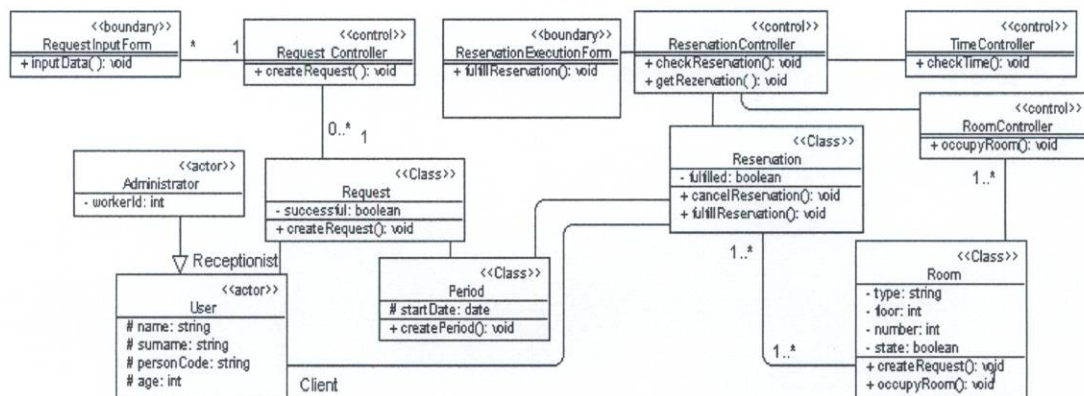 <<boundary>>
RequestInputForm
+ inputData( ): void
*
1
<<control>>
Request_Controller
+ createRequest( ): void
<<boundary>>
ReservationExecutionForm
+ fulfillReservation(): void
<<control>>
ReservationController
+ checkReservation(): void
+ getRezervation( ): void
<<control>>
TimeController
+ checkTime(): void
<<control>>
RoomController
+ occupyRoom(): void
0..*
1
1..*
<<actor>>
Administrator
- workerId: int
<<Class>>
Request
- successful: boolean
+ createRequest(): void
<<Class>>
Reservation
- fulfilled: boolean
+ cancelReservation(): void
+ fulfillReservation(): void
Receptionist
<<actor>>
User
# name: string
# surname: string
# personCode: string
# age: int
<<Class>>
Period
# startDate: date
+ createPeriod(): void
1..*
1..*
<<Class>>
Room
- type: string
- floor: int
- number: int
- state: boolean
+ createRequest(): void
+ occupyRoom(): void
Client